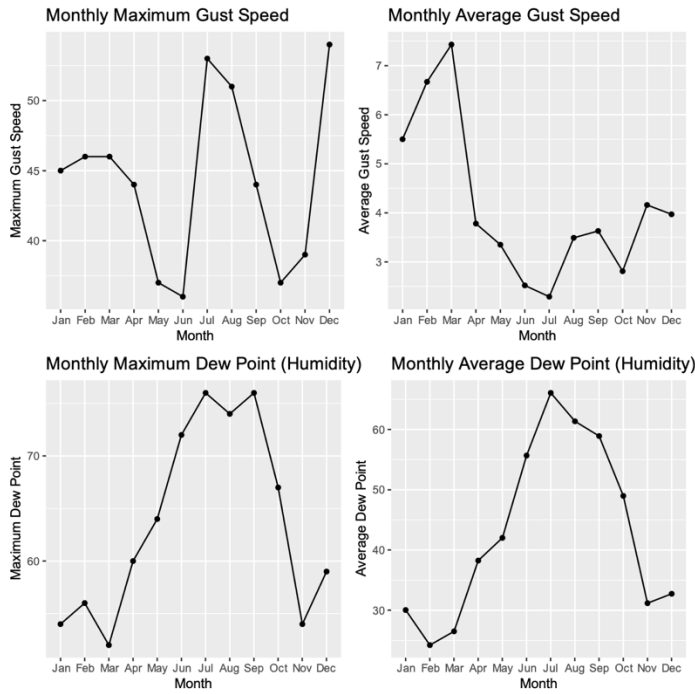 Monthly Maximum Gust Speed
Maximum Gust Speed
50
45
40
Jan Feb Mar Apr May Jun Jul Aug Sep Oct Nov Dec
Month
Monthly Average Gust Speed
Average Gust Speed
7
6
5
4
3
Jan Feb Mar Apr May Jun Jul Aug Sep Oct Nov Dec
Month
Monthly Maximum Dew Point (Humidity)
Maximum Dew Point
70
60
Jan Feb Mar Apr May Jun Jul Aug Sep Oct Nov Dec
Month
Monthly Average Dew Point (Humidity)
Average Dew Point
60
50
40
30
Jan Feb Mar Apr May Jun Jul Aug Sep Oct Nov Dec
Month